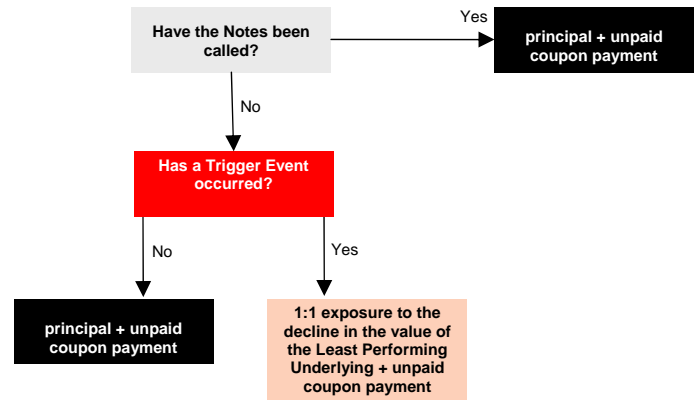 Have the Notes been
called?
Yes
principal + unpaid
coupon payment
No
Has a Trigger Event
occurred?
No
Yes
principal + unpaid
coupon payment
1:1 exposure to the
decline in the value of
the Least Performing
Underlying + unpaid
coupon payment